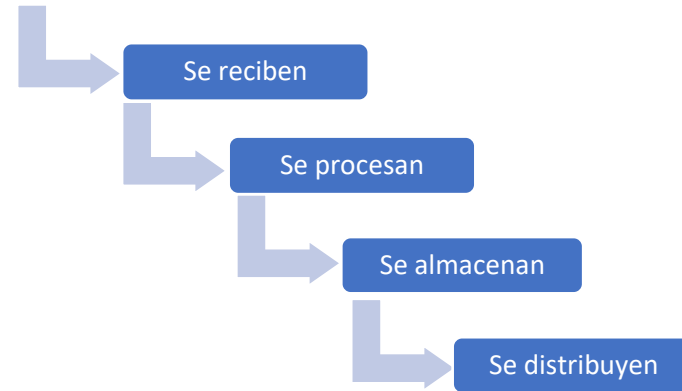 Se reciben
Se procesan
Se almacenan
Se distribuyen